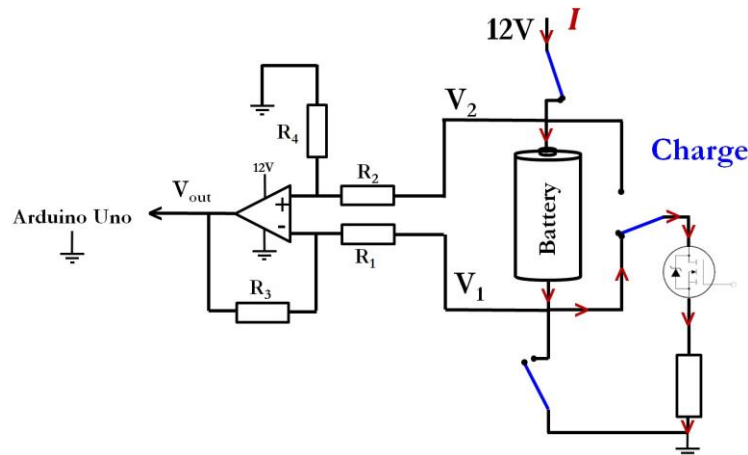 12V
I
V2
R4
Charge
12V
R2
Vout
Arduino Uno
Battery
R1
V1
R3